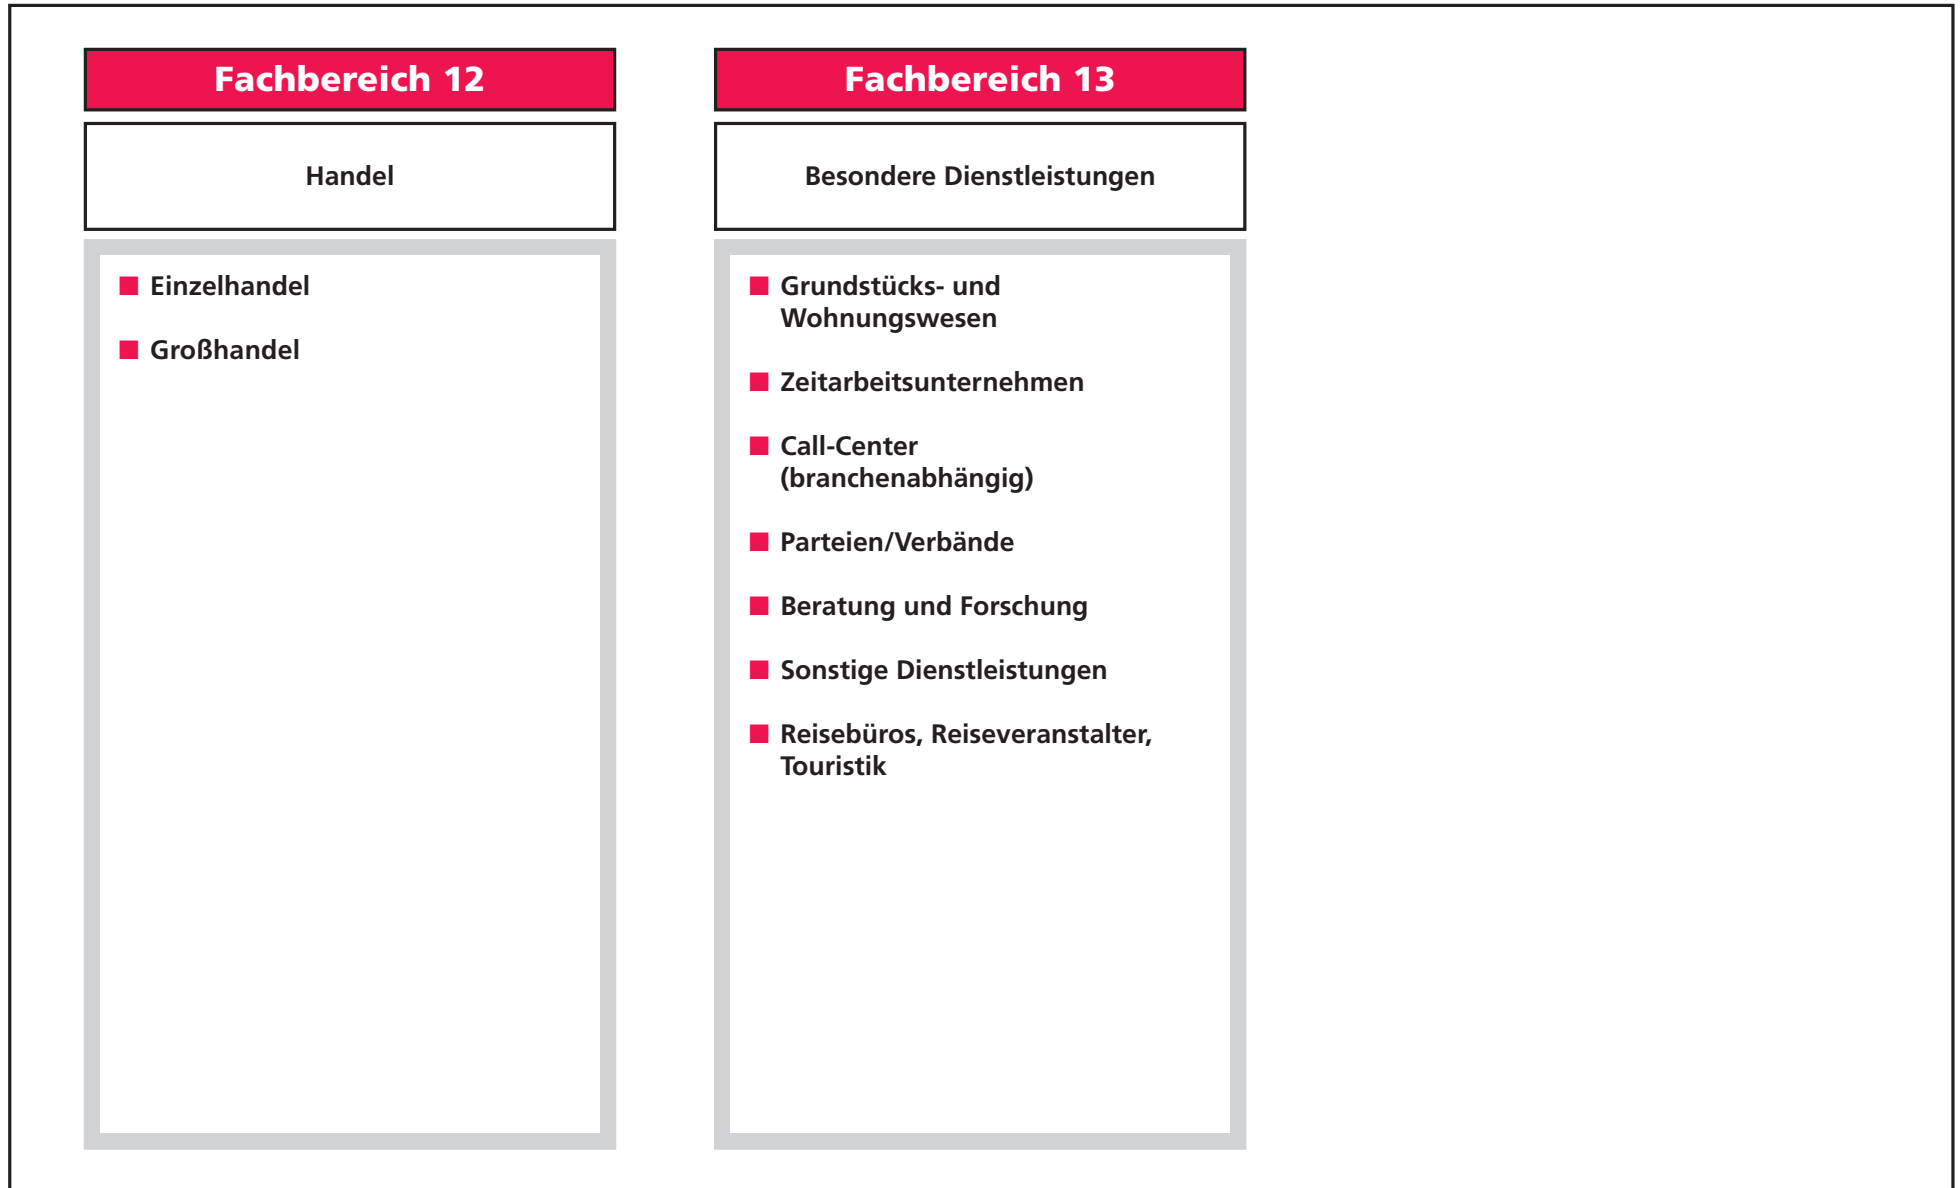 Fachbereich 12
Handel
Einzelhandel
Großhandel
Fachbereich 13
Besondere Dienstleistungen
Grundstücks- und
Wohnungswesen
Zeitarbeitsunternehmen
Call-Center
(branchenabhängig)
Parteien/Verbände
Beratung und Forschung
Sonstige Dienstleistungen
Reisebüros, Reiseveranstalter,
Touristik